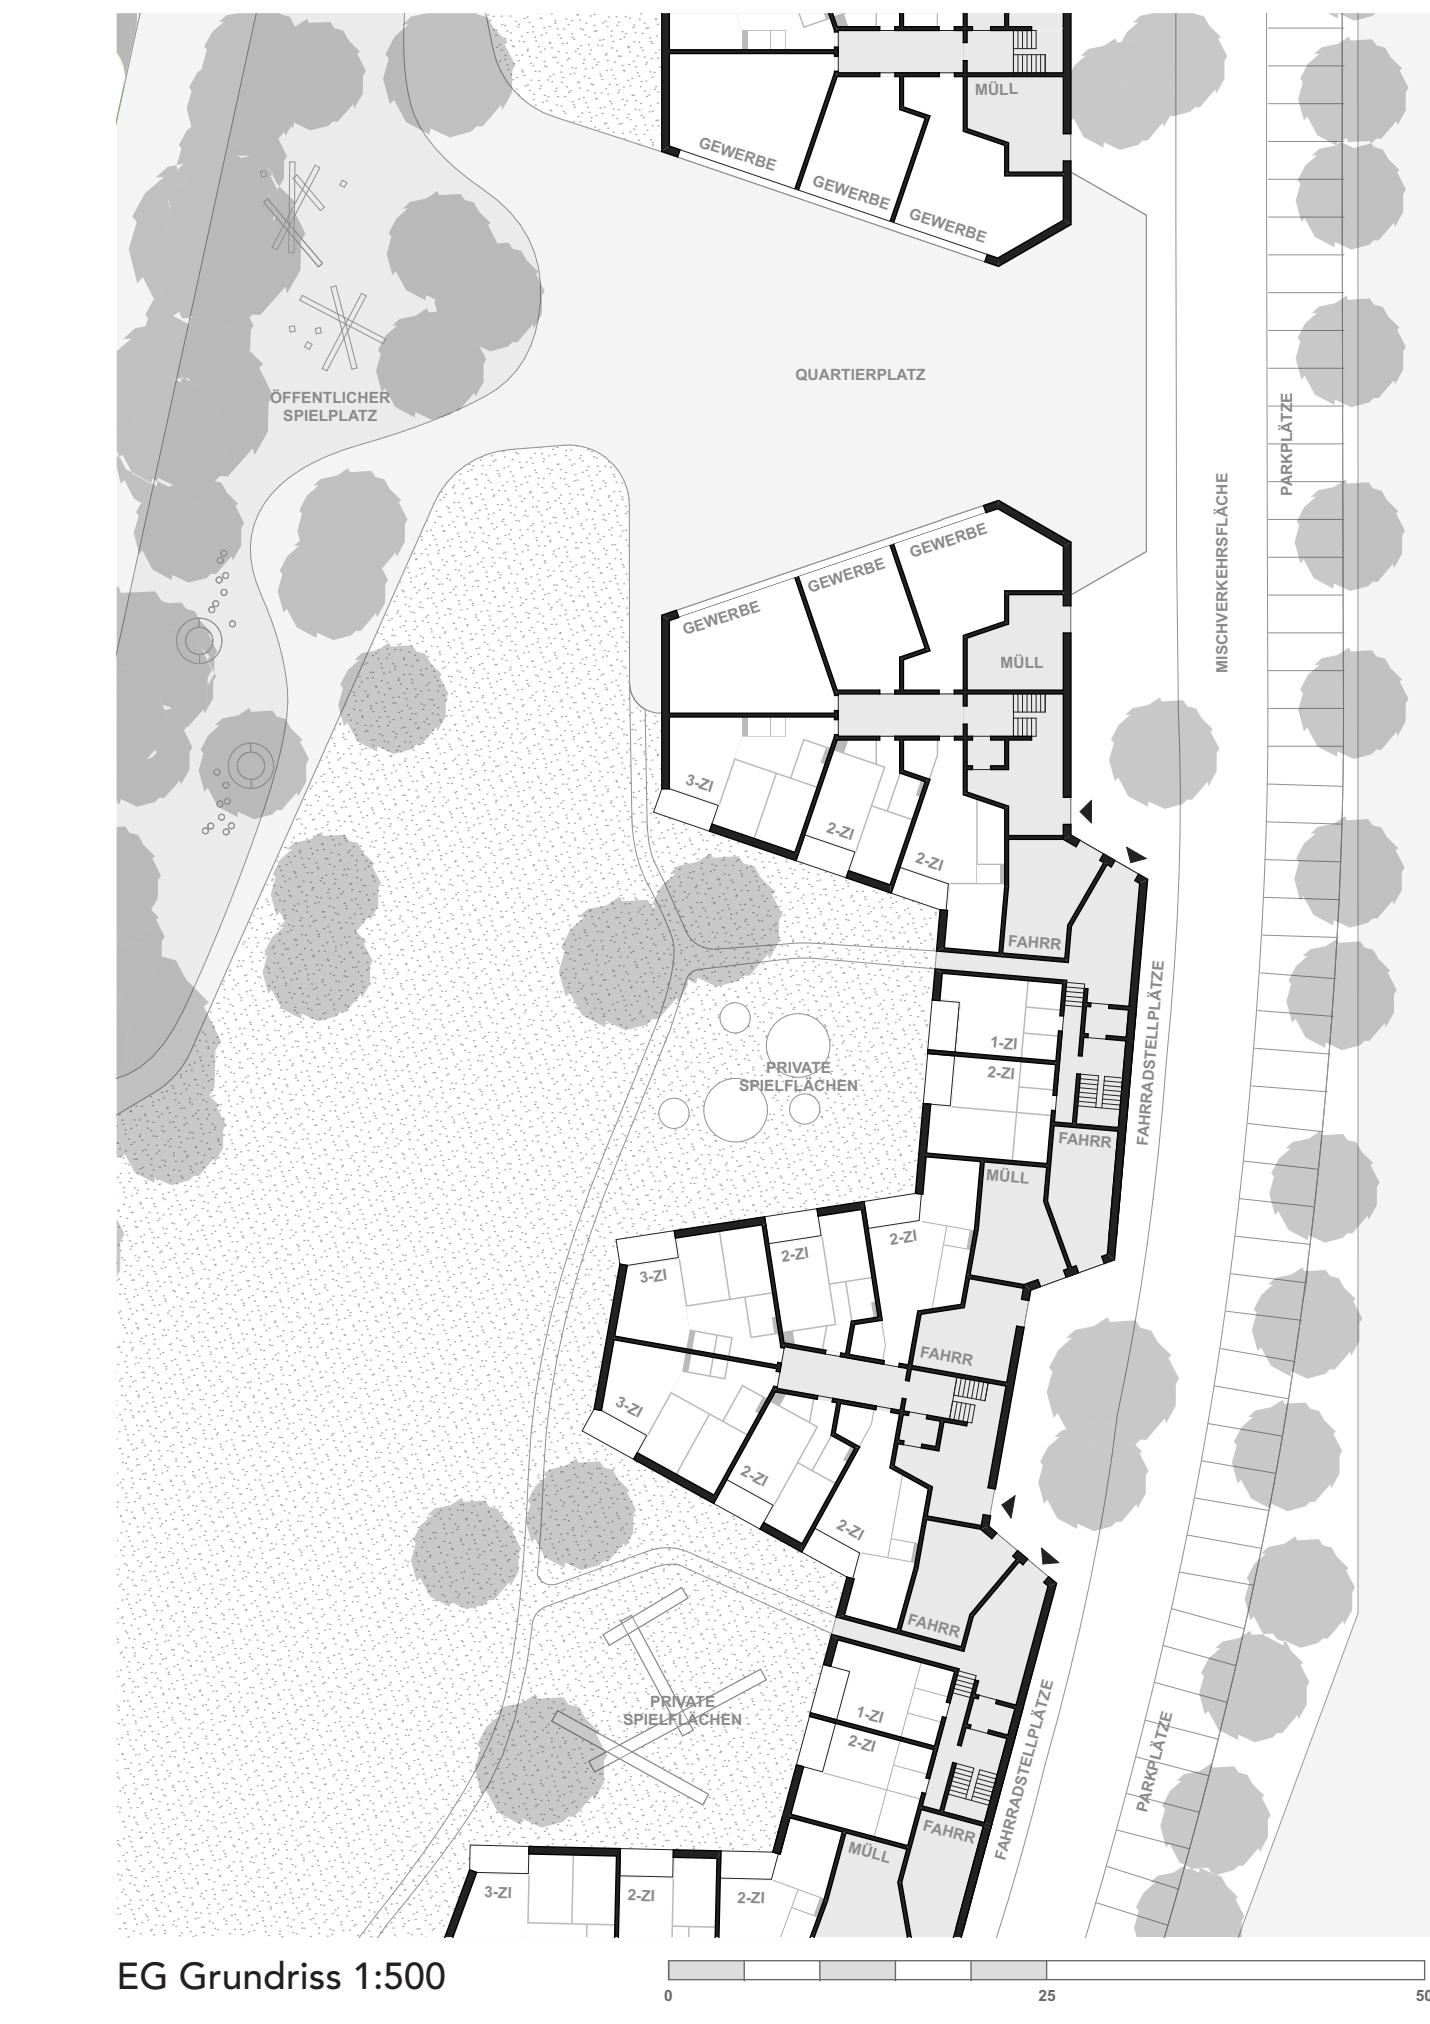 MÜLL
GEWERBE
GEWERBE
GEWERBE
QUARTIERPLATZ
ÖFFENTLICHER
SPIELPLATZ
PARKPLÄTZE
MISCHVERKEHRSFLÄCHE
GEWERBE
GEWERBE
GEWERBE
MÜLL
3-ZI
2-ZI
2-ZI
FAHRR
FAHRRADSTELLPLÄTZE
1-ZI
2-ZI
PRIVATE
SPIELFLÄCHEN
FAHRR
MÜLL
2-ZI
2-ZI
3-ZI
FAHRR
3-ZI
2-ZI
2-ZI
FAHRR
PRIVATE
SPIELFLÄCHEN
1-ZI
2-ZI
FAHRRADSTELLPLÄTZE
PARKPLÄTZE
FAHRR
MÜLL
3-ZI
2-ZI
2-ZI
EG Grundriss 1:500
0
25
50